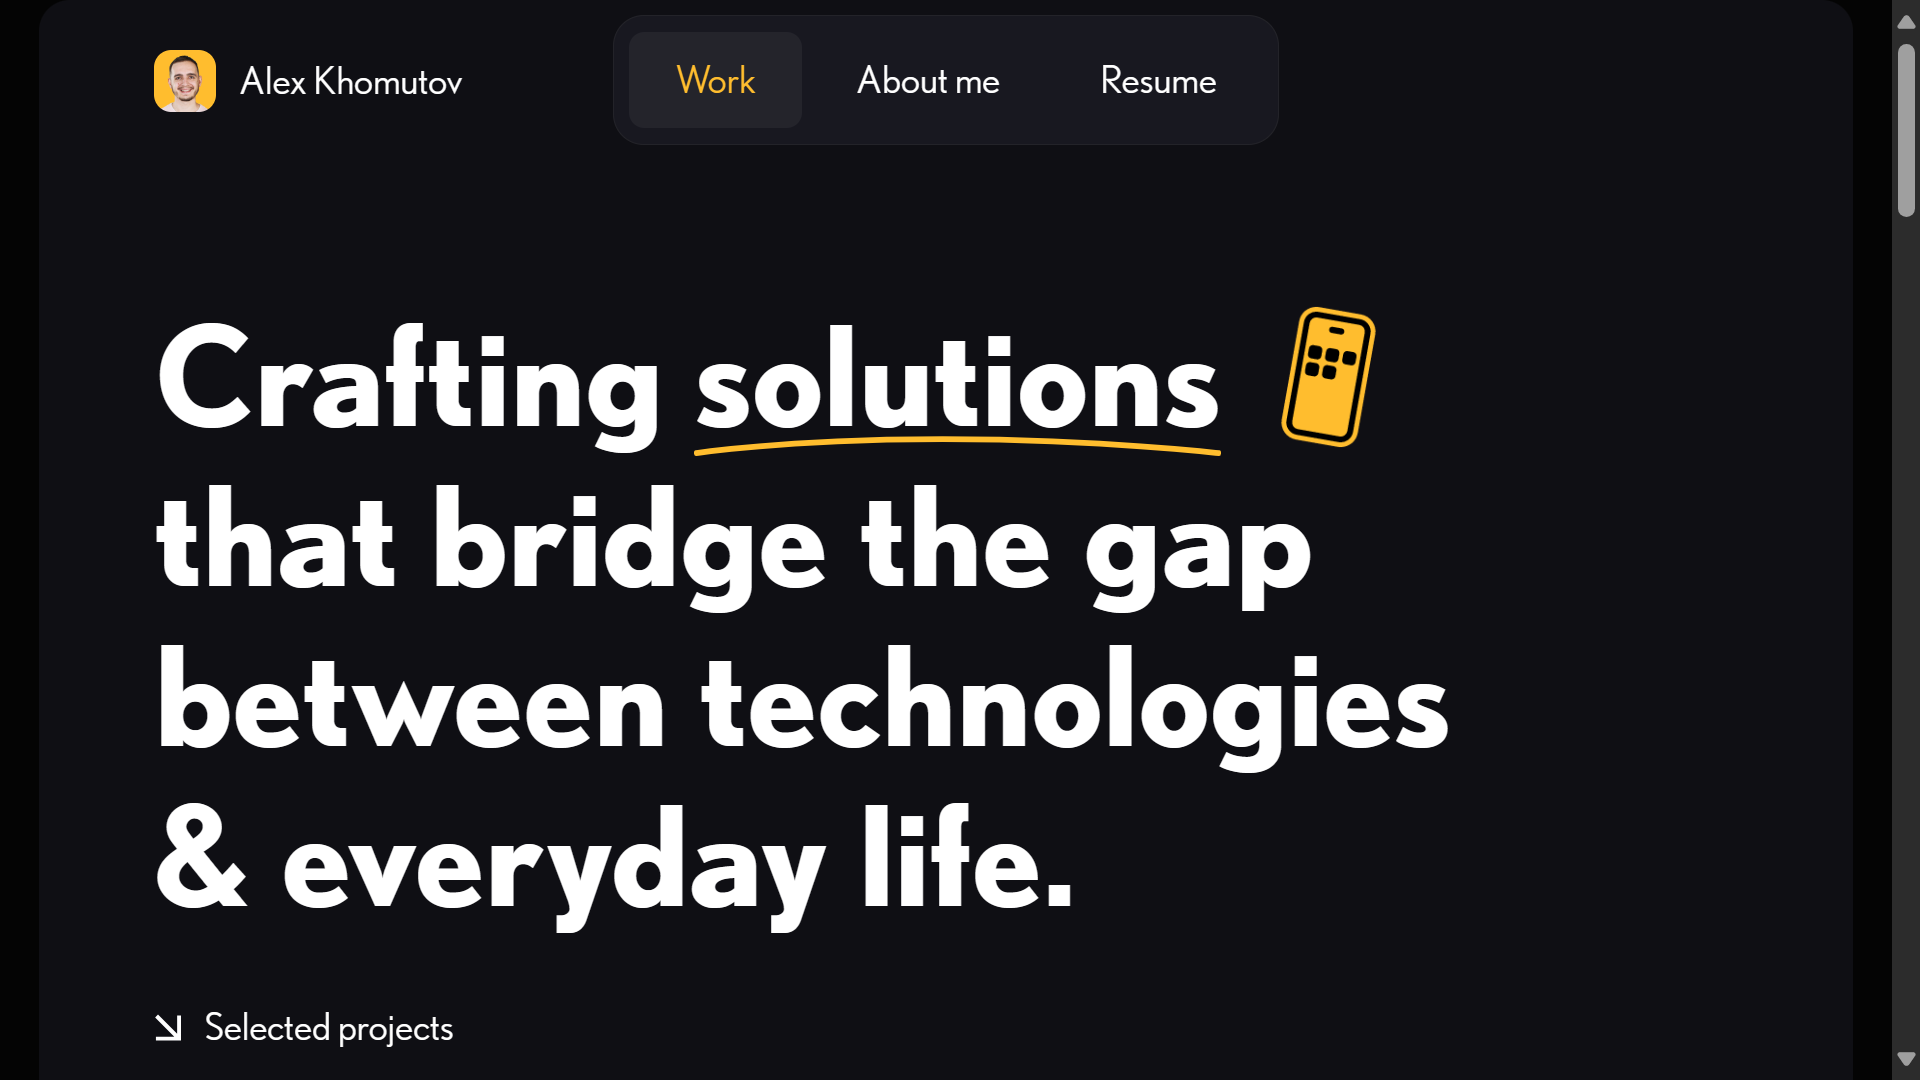 Alex Khomutov
Work
About me
Resume
Crafting solutions
that bridge the gap
between technologies
& everyday life.
Selected projects